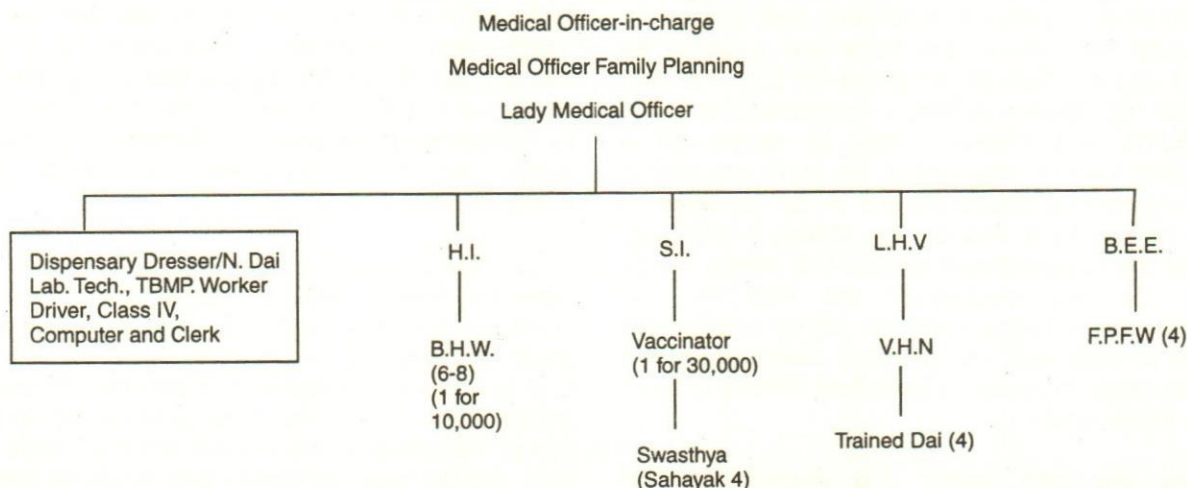 Medical Officer-in-charge
Medical Officer Family Planning
Lady Medical Officer
Dispensary Dresser/N. Dai
Lab. Tech., TBMP. Worker
Driver, Class IV,
Computer and Clerk
H.I.
B.H.W.
(6-8)
(1 for
10,000)
S.I.
Vaccinator
(1 for 30,000)
Swasthya
(Sahayak 4)
L.H.V
V.H.N
Trained Dai (4)
B.E.E.
F.P.F.W (4)